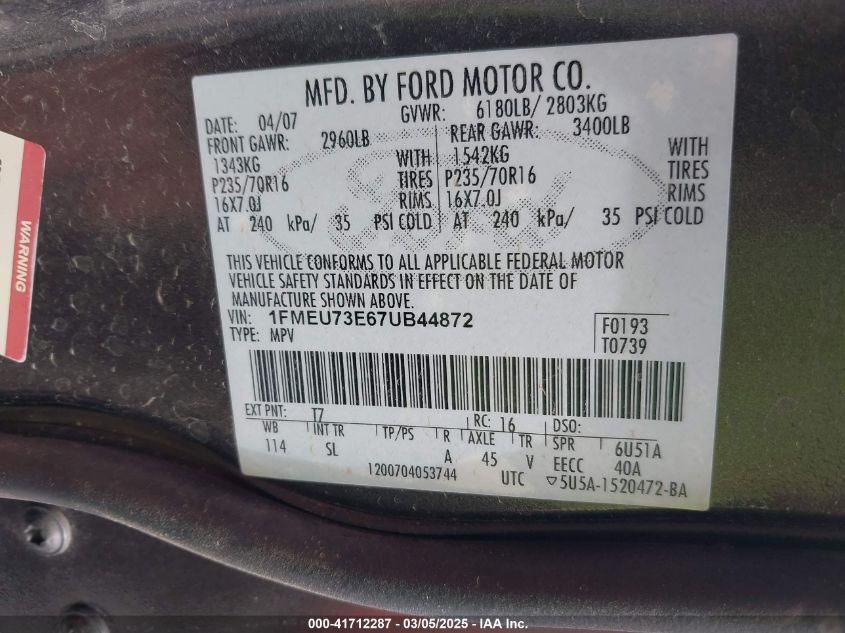 MFD. BY FORD MOTOR CO.
DATE: 04/07 GVWR: 6180LB/ 2803KG
FRONT GAWR: 2960LB REAR GAWR: 3400LB
1343KG WITH 1542KG WITH
P235/70R16 TIRES P235/70R16 TIRES
16X7.0J RIMS 16X7.0J RIMS
AT 240 kPa/ 35 PSI COLD AT 240 kPa/ 35 PSI COLD
THIS VEHICLE CONFORMS TO ALL APPLICABLE FEDERAL MOTOR
VEHICLE SAFETY STANDARDS IN EFFECT ON THE DATE OF
MANUFACTURE SHOWN ABOVE.
VIN: 1FMEU73E67UB44872 F0193
TYPE: MPV T0739
EXT PNT: T7 RC: 16 DSO:
WB INT TR TP/PS R AXLE TR SPR 6U51A
114 SL A 45 V EECC 40A
1200704053744 UTC ▽5U5A-1520472-BA
WARNING
000-41712287 - 03/05/2025 - IAA Inc.